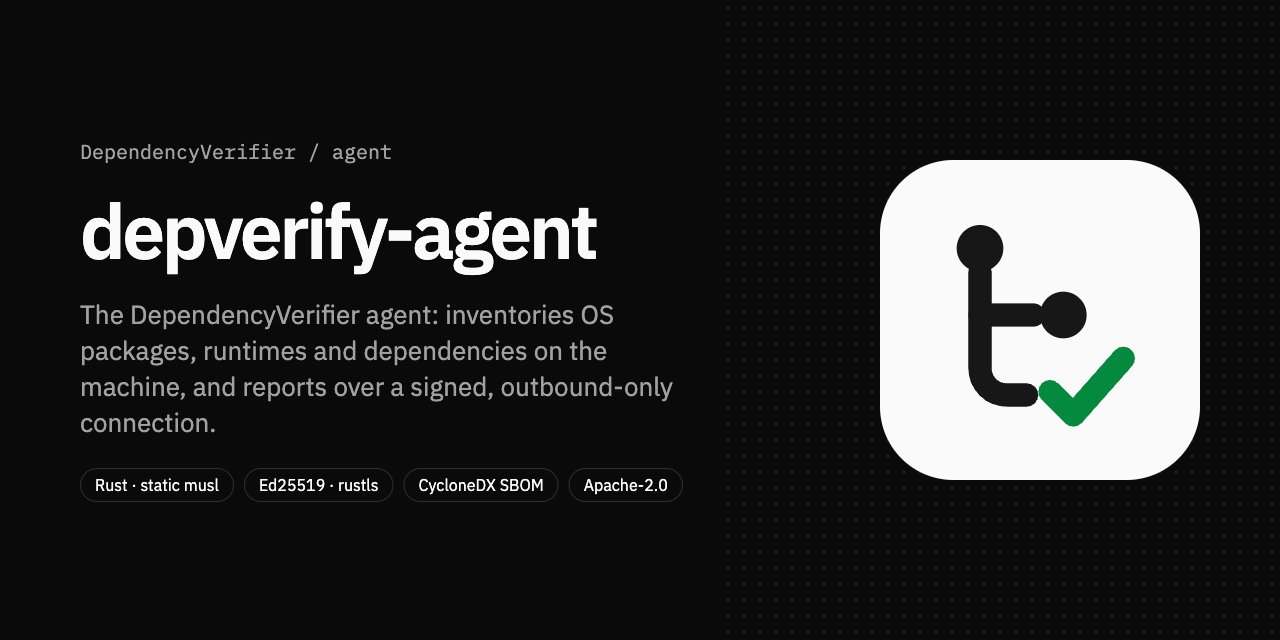 DependencyVerifier / agent
depverify-agent
The DependencyVerifier agent: inventories OS
packages, runtimes and dependencies on the
machine, and reports over a signed, outbound-only
connection.
Rust · static musl
Ed25519 · rustls
CycloneDX SBOM
Apache-2.0